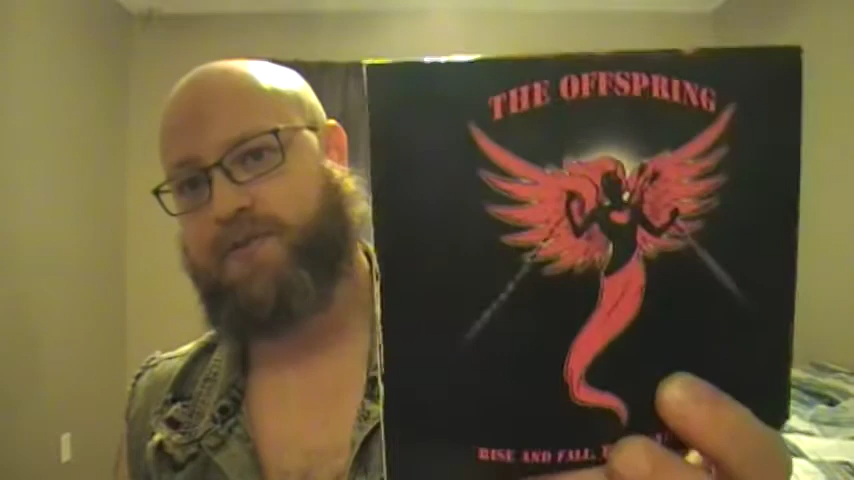 THE OFFSPRING
RISE AND FALL,